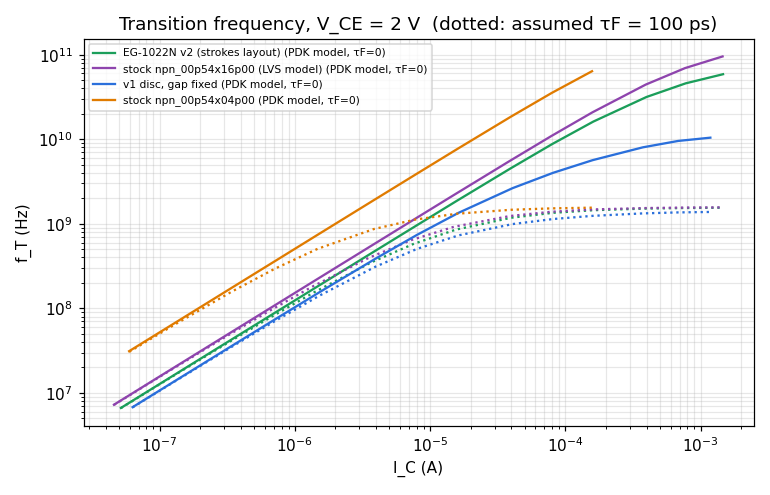 Transition frequency, V_CE = 2 V  (dotted: assumed τF = 100 ps)
EG-1022N v2 (strokes layout) (PDK model, τF=0)
stock npn_00p54x16p00 (LVS model) (PDK model, τF=0)
v1 disc, gap fixed (PDK model, τF=0)
stock npn_00p54x04p00 (PDK model, τF=0)
f_T (Hz)
10¹¹
10¹⁰
10⁹
10⁸
10⁷
10⁻⁷ 10⁻⁶ 10⁻⁵ 10⁻⁴ 10⁻³
I_C (A)